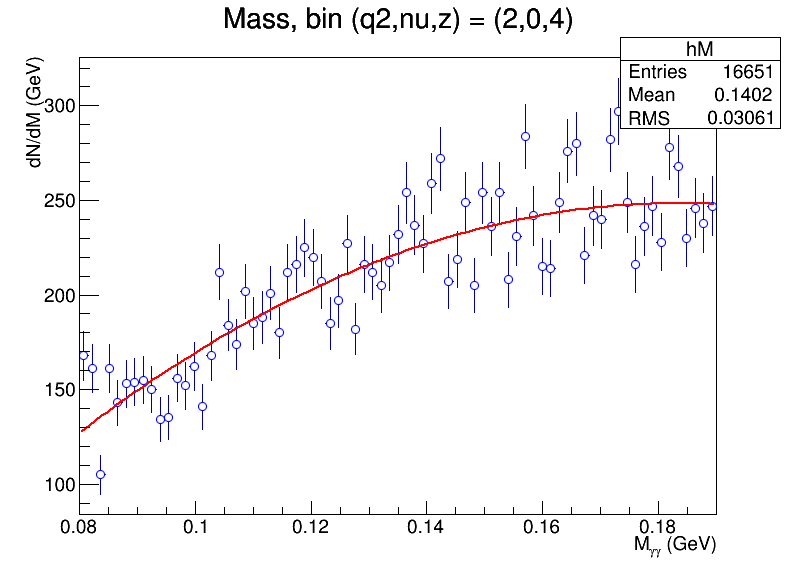 Mass, bin (q2,nu,z) = (2,0,4)
hM
Entries 16651
Mean 0.1402
RMS 0.03061
dN/dM (GeV)
300
250
200
150
100
0.08 0.1 0.12 0.14 0.16 0.18
Mγγ (GeV)